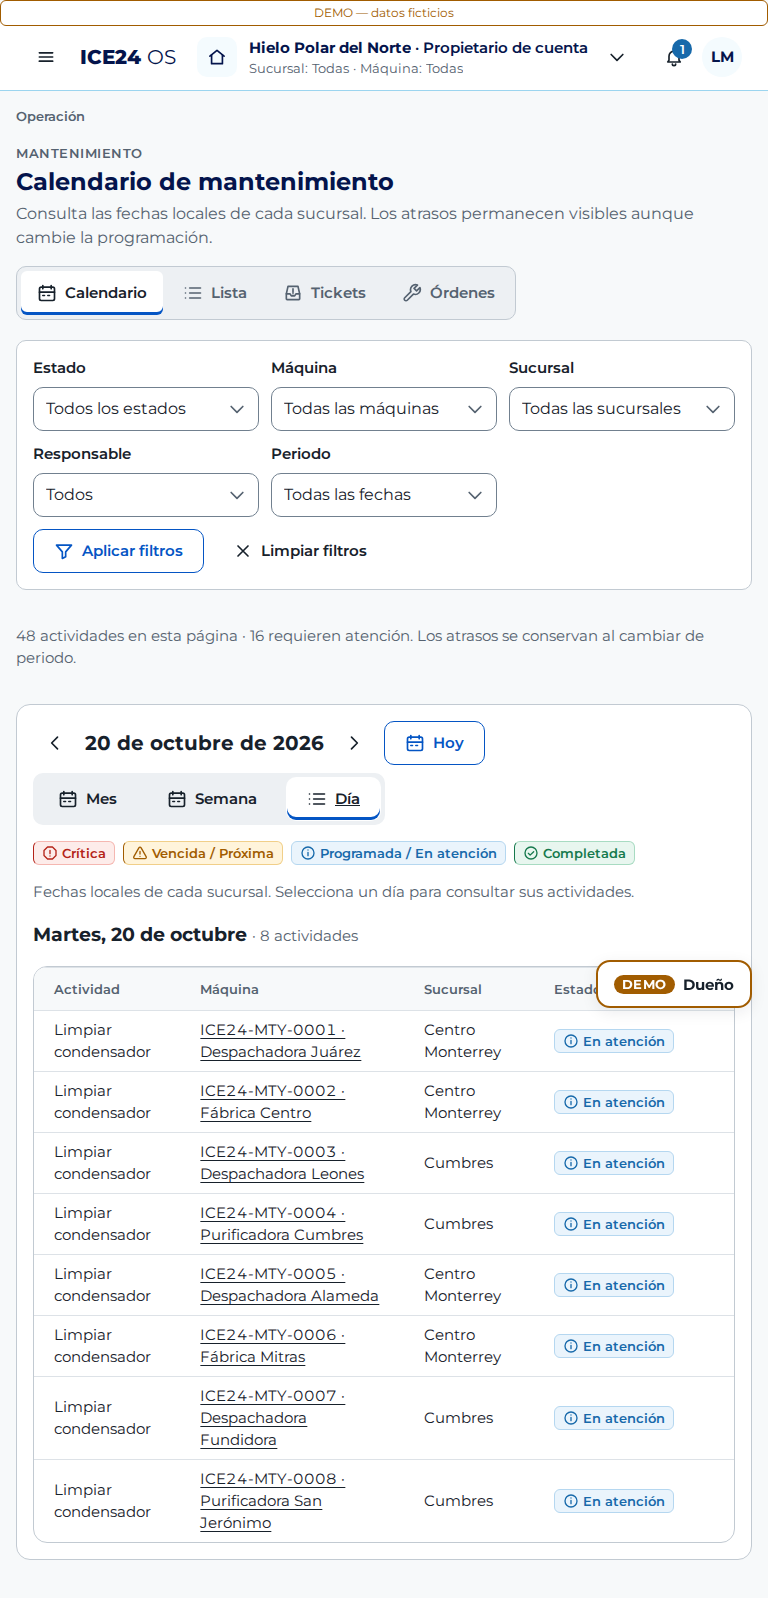 DEMO — datos ficticios
ICE24 OS
Hielo Polar del Norte · Propietario de cuenta
Sucursal: Todas · Máquina: Todas
1
LM
Operación
MANTENIMIENTO
Calendario de mantenimiento
Consulta las fechas locales de cada sucursal. Los atrasos permanecen visibles aunque
cambie la programación.
Calendario Lista Tickets Órdenes
Estado Máquina Sucursal
Todos los estados Todas las máquinas Todas las sucursales
Responsable Periodo
Todos Todas las fechas
Aplicar filtros Limpiar filtros
48 actividades en esta página · 16 requieren atención. Los atrasos se conservan al cambiar de
periodo.
20 de octubre de 2026 Hoy
Mes Semana Día
Crítica Vencida / Próxima Programada / En atención Completada
Fechas locales de cada sucursal. Selecciona un día para consultar sus actividades.
Martes, 20 de octubre · 8 actividades
DEMO Dueño
Actividad Máquina Sucursal Estado
Limpiar
condensador
ICE24-MTY-0001 ·
Despachadora Juárez
Centro
Monterrey
En atención
Limpiar
condensador
ICE24-MTY-0002 ·
Fábrica Centro
Centro
Monterrey
En atención
Limpiar
condensador
ICE24-MTY-0003 ·
Despachadora Leones
Cumbres
En atención
Limpiar
condensador
ICE24-MTY-0004 ·
Purificadora Cumbres
Cumbres
En atención
Limpiar
condensador
ICE24-MTY-0005 ·
Despachadora Alameda
Centro
Monterrey
En atención
Limpiar
condensador
ICE24-MTY-0006 ·
Fábrica Mitras
Centro
Monterrey
En atención
Limpiar
condensador
ICE24-MTY-0007 ·
Despachadora
Fundidora
Cumbres
En atención
Limpiar
condensador
ICE24-MTY-0008 ·
Purificadora San
Jerónimo
Cumbres
En atención